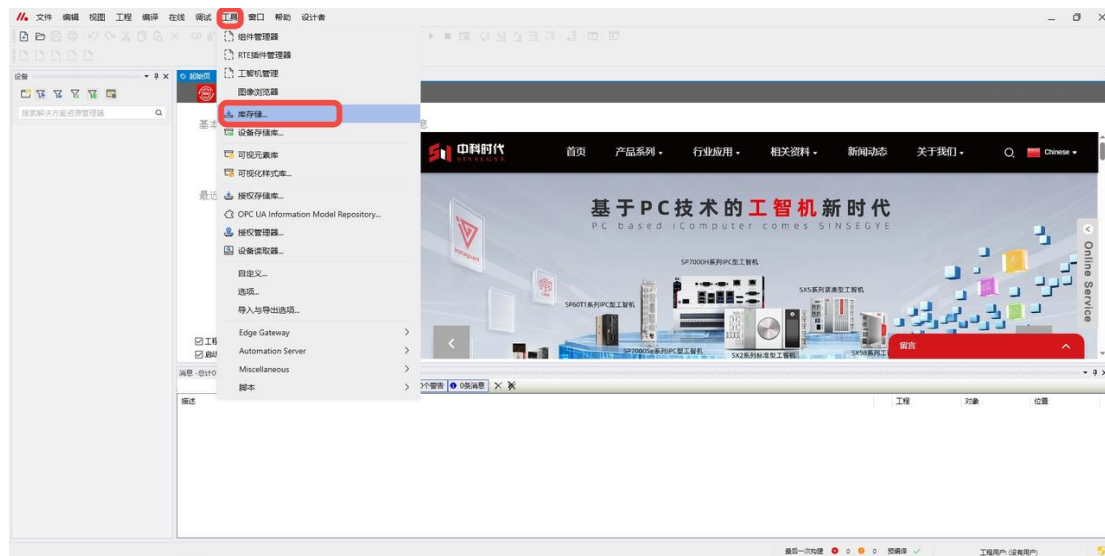 文件 编辑 视图 工程 编译 在线 调试 工具 窗口 帮助 设计者
设备
搜索解决方案资源管理器
起始页
组件管理器
RTE插件管理器
工智机管理
图像浏览器
库存储...
设备存储库...
可视元素库
可视化样式库...
授权存储库...
OPC UA Information Model Repository...
授权管理器...
设备读取器...
自定义...
选项...
导入与导出选项...
Edge Gateway
Automation Server
Miscellaneous
脚本
基本
最近
中科时代
SINSEGYE
首页 产品系列 行业应用 相关资料 新闻动态 关于我们 Chinese
基于PC技术的工智机新时代
PC based iComputer comes SINSEGYE
SP7000H系列IPC型工智机
SX5系列紧凑型工智机
SP60T1系列IPC型工智机
SP7000Se系列IPC型工智机
SX2系列标准型工智机
SX58系列工
Online Service
留言
消息 -总计0
个警告 0条消息
描述 工程 对象 位置
最后一次构建 0 0 预编译 工程用户: (没有用户)